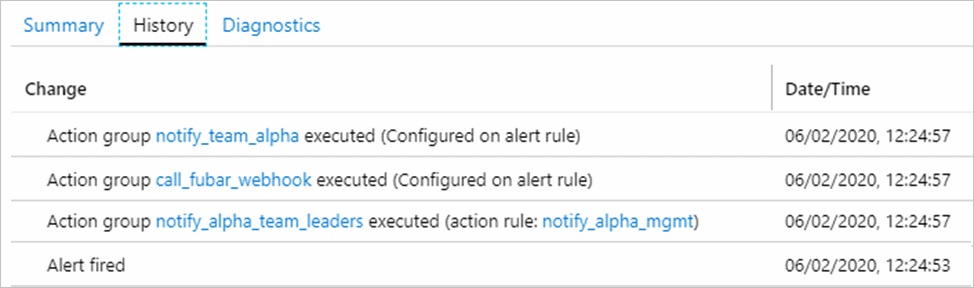 Summary History Diagnostics
Change Date/Time
Action group notify_team_alpha executed (Configured on alert rule) 06/02/2020, 12:24:57
Action group call_fubar_webhook executed (Configured on alert rule) 06/02/2020, 12:24:57
Action group notify_alpha_team_leaders executed (action rule: notify_alpha_mgmt) 06/02/2020, 12:24:57
Alert fired 06/02/2020, 12:24:53